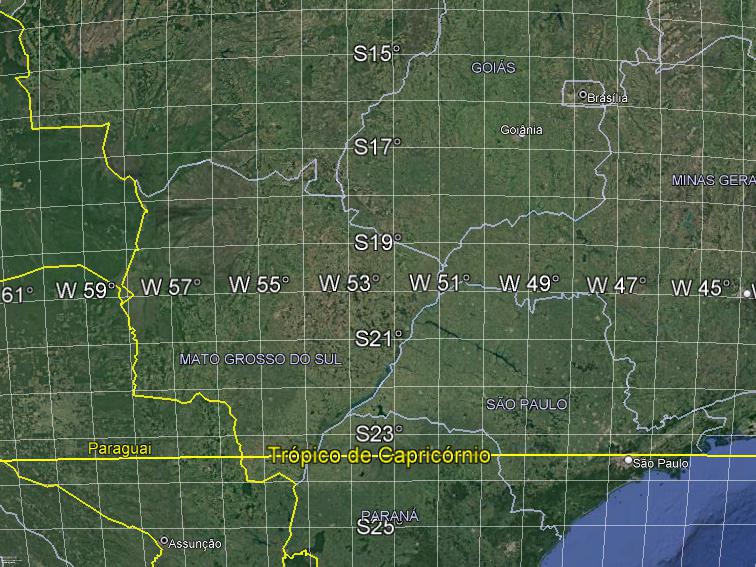 S15°
GOIÁS
Brasília
Goiânia
S17°
MINAS GERA
S19°
61° W 59° W 57° W 55° W 53° W 51° W 49° W 47° W 45° W
S21°
MATO GROSSO DO SUL
SÃO PAULO
S23°
Paraguai
Trópico de Capricórnio
São Paulo
PARANÁ
S25°
Assunção